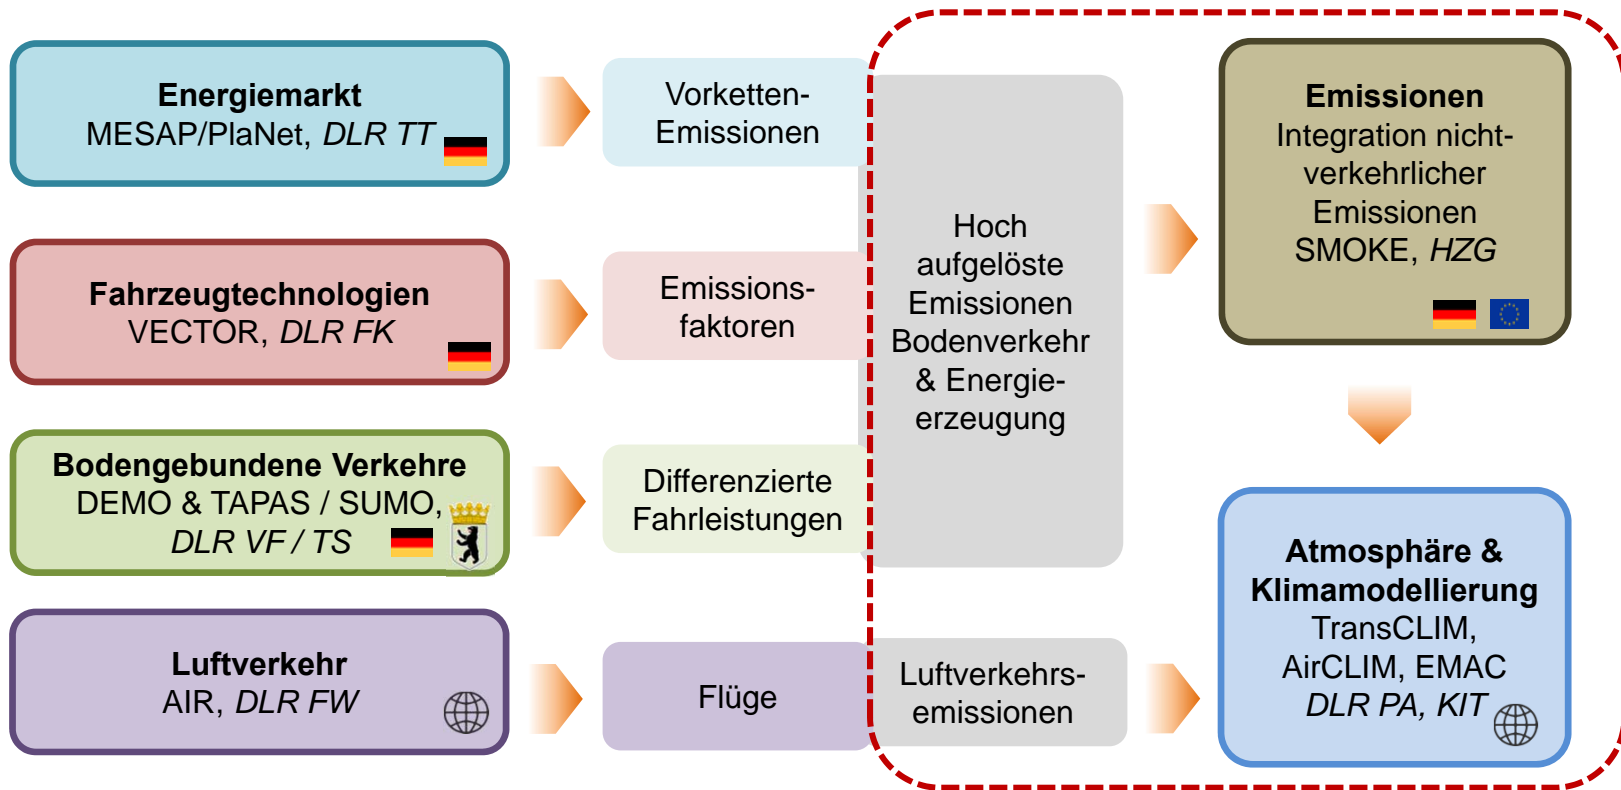 Energiemarkt
MESAP/PlaNet, DLR TT
Vorketten-
Emissionen
Fahrzeugtechnologien
VECTOR, DLR FK
Emissions-
faktoren
Bodengebundene Verkehre
DEMO & TAPAS / SUMO,
DLR VF / TS
Differenzierte
Fahrleistungen
Hoch
aufgelöste
Emissionen
Bodenverkehr
& Energie-
erzeugung
Luftverkehr
AIR, DLR FW
Flüge
Luftverkehrs-
emissionen
Emissionen
Integration nicht-
verkehrlicher
Emissionen
SMOKE, HZG
Atmosphäre &
Klimamodellierung
TransCLIM,
AirCLIM, EMAC
DLR PA, KIT